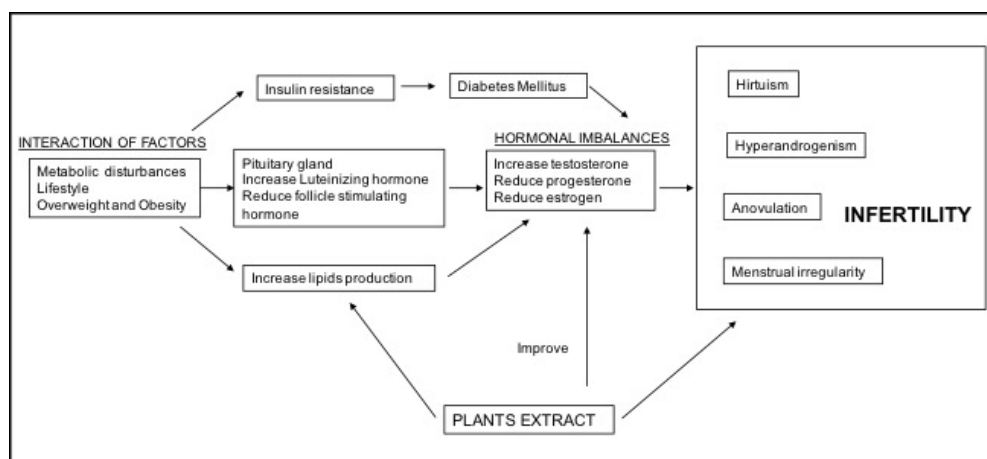 Insulin resistance
Diabetes Mellitus
INTERACTION OF FACTORS
Metabolic disturbances
Lifestyle
Overweight and Obesity
Pituitary gland
Increase Luteinizing hormone
Reduce follicle stimulating
hormone
Increase lipids production
HORMONAL IMBALANCES
Increase testosterone
Reduce progesterone
Reduce estrogen
Hirtuism
Hyperandrogenism
Anovulation
INFERTILITY
Menstrual irregularity
Improve
PLANTS EXTRACT